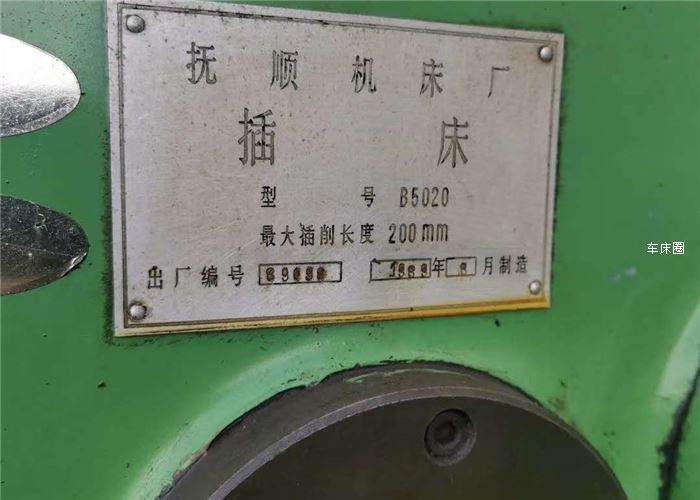 抚顺机床厂
插床
型号 B5020
最大插削长度 200mm
出厂编号 年 月制造
车床圈